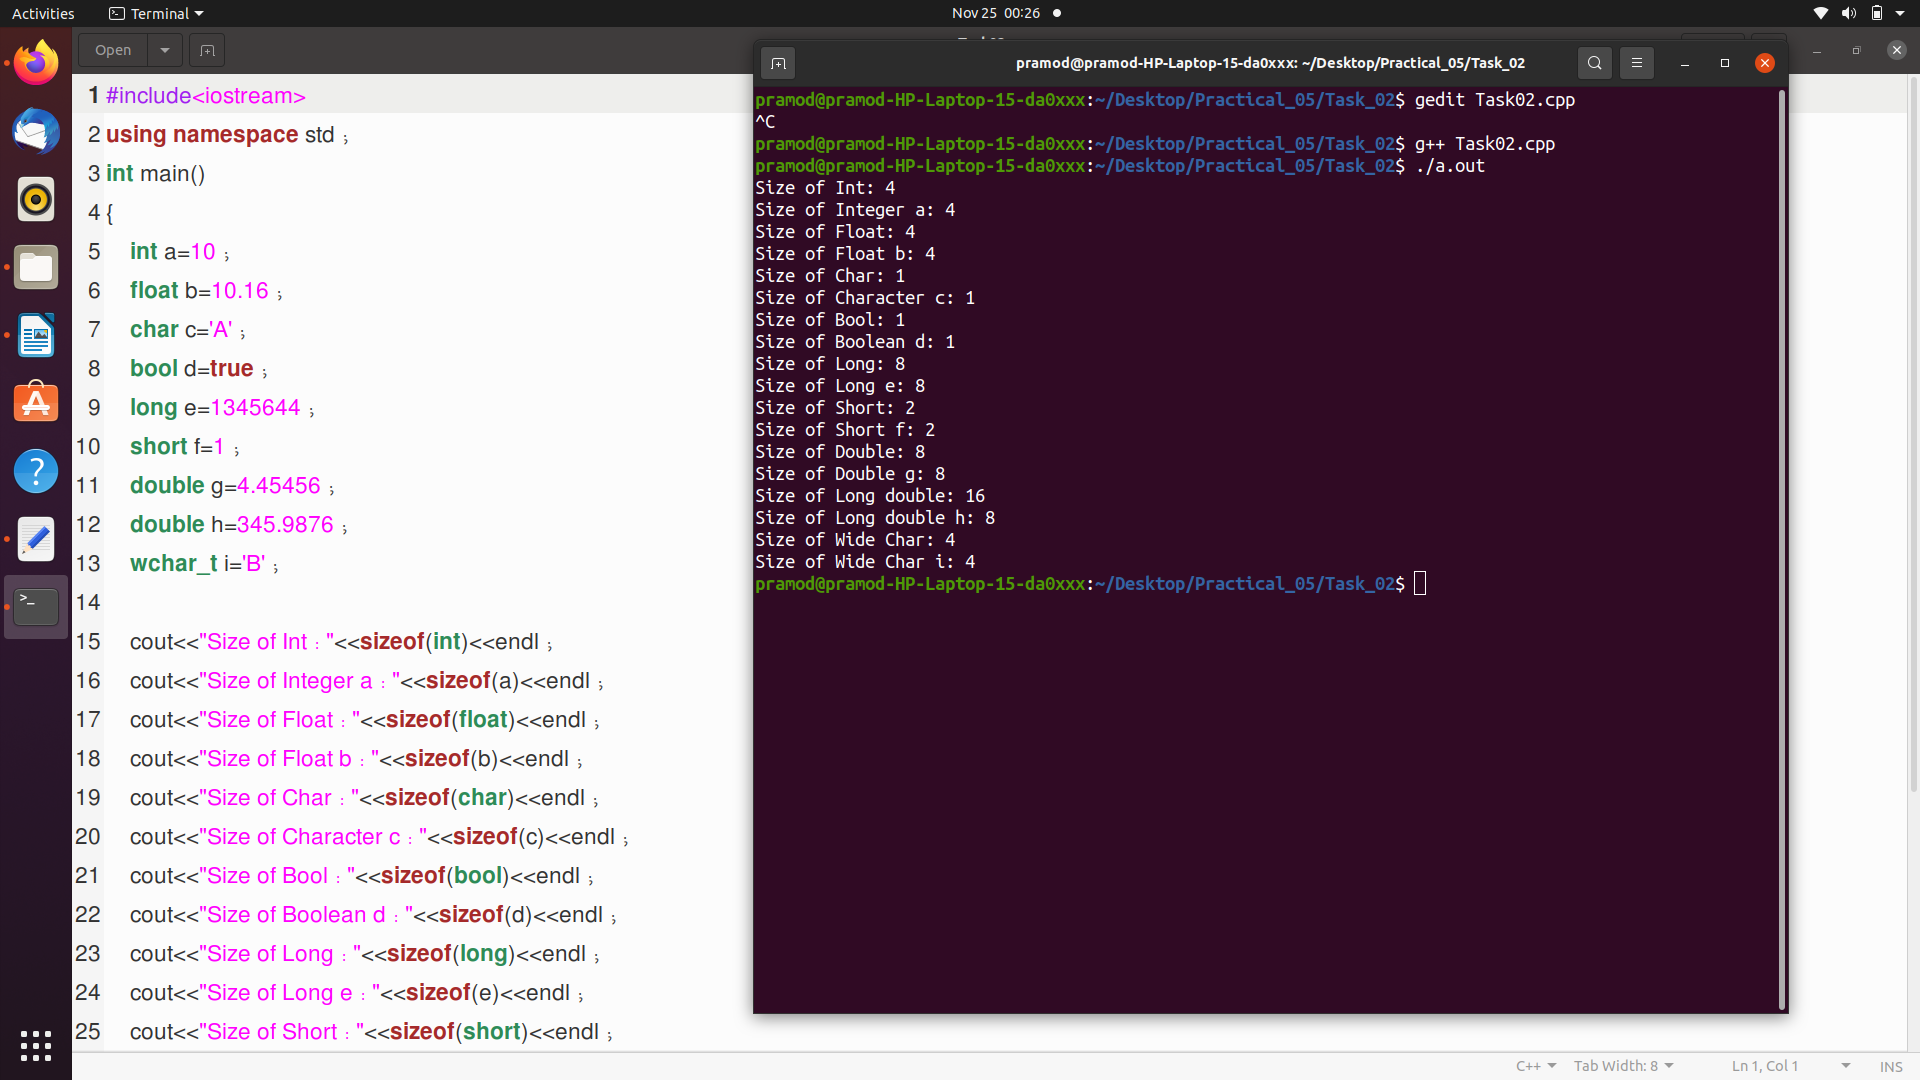 Activities
Terminal
Nov 25 00:26
Open
1 #include<iostream>
2 using namespace std ;
3 int main()
4 {
5 int a=10 ;
6 float b=10.16 ;
7 char c='A' ;
8 bool d=true ;
9 long e=1345644 ;
10 short f=1 ;
11 double g=4.45456 ;
12 double h=345.9876 ;
13 wchar_t i='B' ;
14
15 cout<<"Size of Int : "<<sizeof(int)<<endl ;
16 cout<<"Size of Integer a : "<<sizeof(a)<<endl ;
17 cout<<"Size of Float : "<<sizeof(float)<<endl ;
18 cout<<"Size of Float b : "<<sizeof(b)<<endl ;
19 cout<<"Size of Char : "<<sizeof(char)<<endl ;
20 cout<<"Size of Character c : "<<sizeof(c)<<endl ;
21 cout<<"Size of Bool : "<<sizeof(bool)<<endl ;
22 cout<<"Size of Boolean d : "<<sizeof(d)<<endl ;
23 cout<<"Size of Long : "<<sizeof(long)<<endl ;
24 cout<<"Size of Long e : "<<sizeof(e)<<endl ;
25 cout<<"Size of Short : "<<sizeof(short)<<endl ;
pramod@pramod-HP-Laptop-15-da0xxx: ~/Desktop/Practical_05/Task_02
pramod@pramod-HP-Laptop-15-da0xxx:~/Desktop/Practical_05/Task_02$ gedit Task02.cpp
^C
pramod@pramod-HP-Laptop-15-da0xxx:~/Desktop/Practical_05/Task_02$ g++ Task02.cpp
pramod@pramod-HP-Laptop-15-da0xxx:~/Desktop/Practical_05/Task_02$ ./a.out
Size of Int: 4
Size of Integer a: 4
Size of Float: 4
Size of Float b: 4
Size of Char: 1
Size of Character c: 1
Size of Bool: 1
Size of Boolean d: 1
Size of Long: 8
Size of Long e: 8
Size of Short: 2
Size of Short f: 2
Size of Double: 8
Size of Double g: 8
Size of Long double: 16
Size of Long double h: 8
Size of Wide Char: 4
Size of Wide Char i: 4
pramod@pramod-HP-Laptop-15-da0xxx:~/Desktop/Practical_05/Task_02$
C++
Tab Width: 8
Ln 1, Col 1
INS